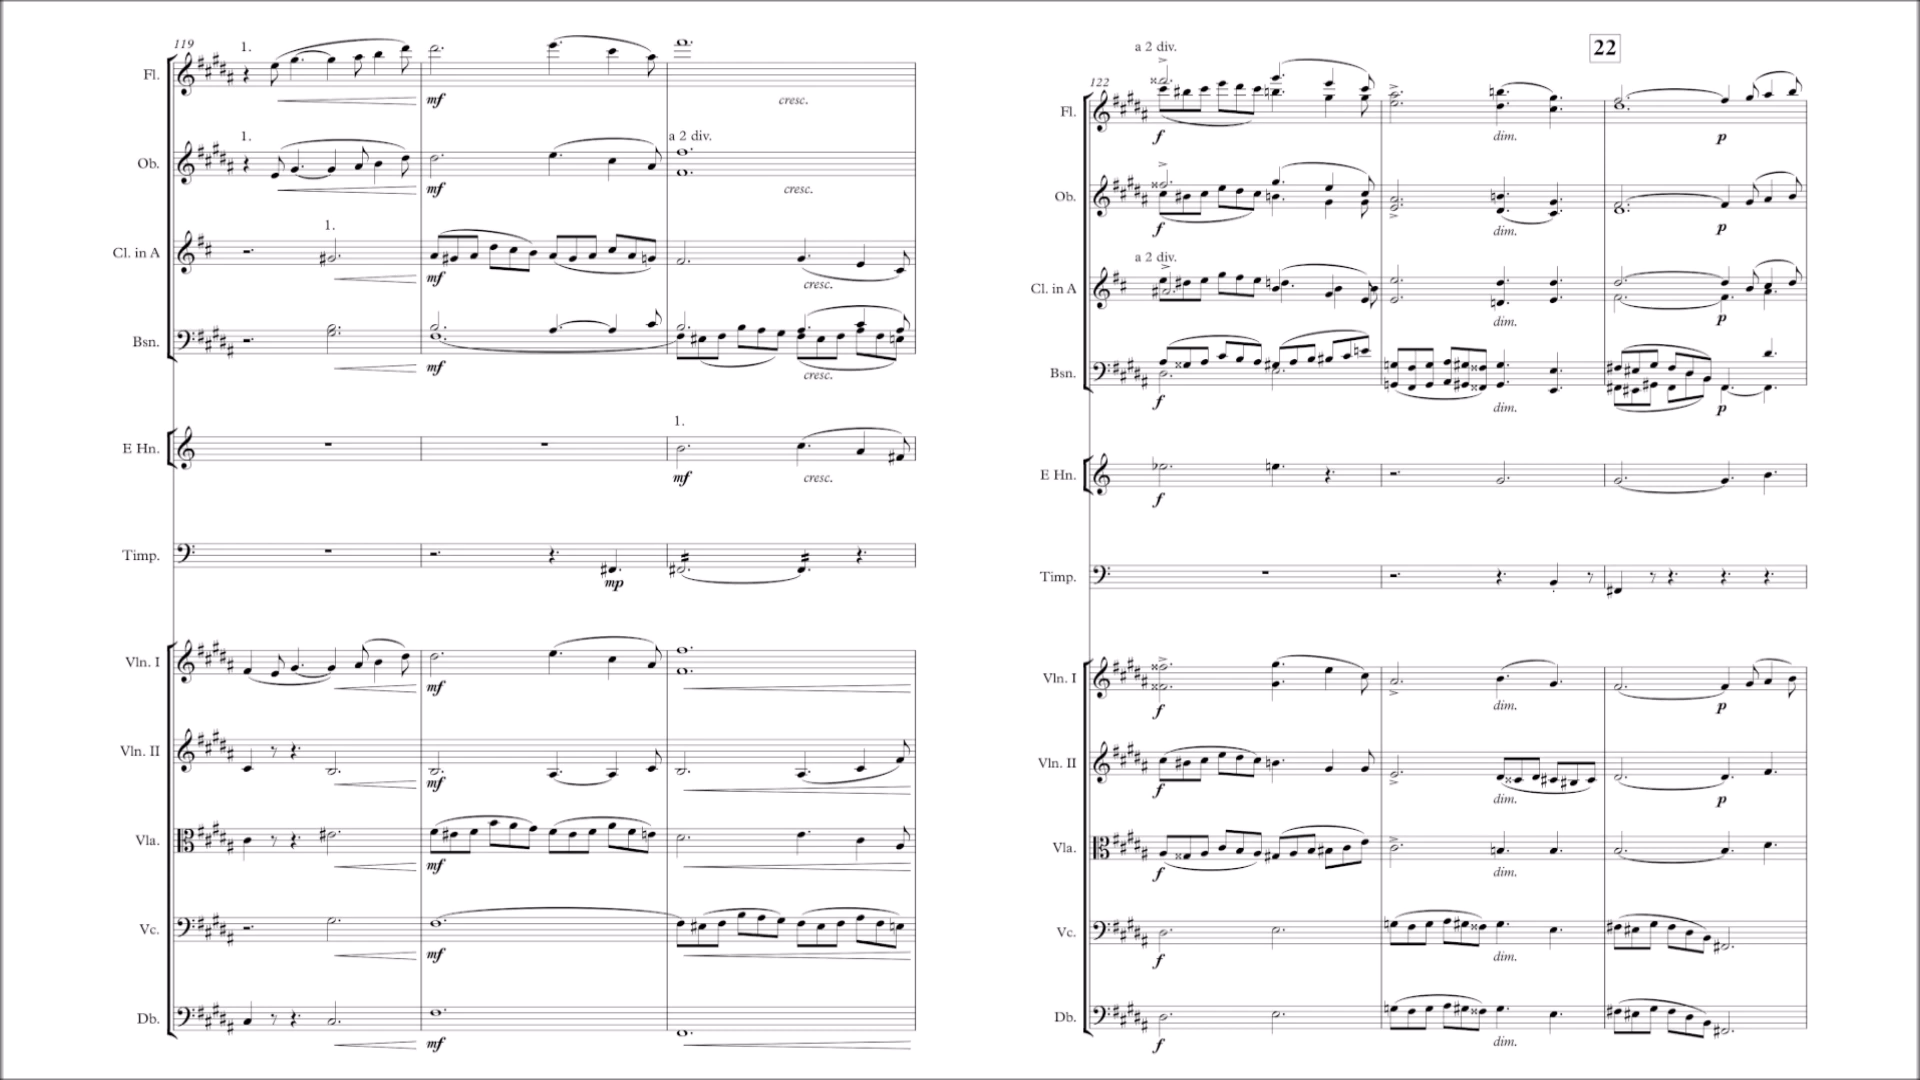 119
1.
Fl.
mf
cresc.
1.
a 2 div.
Ob.
mf
cresc.
1.
Cl. in A
mf
cresc.
Bsn.
mf
cresc.
1.
E Hn.
mf
cresc.
Timp.
mp
Vln. I
mf
Vln. II
mf
Vla.
mf
Vc.
mf
Db.
mf
22
a 2 div.
122
Fl.
f
dim.
p
Ob.
f
dim.
p
a 2 div.
Cl. in A
dim.
p
Bsn.
f
dim.
p
E Hn.
f
Timp.
Vln. I
f
dim.
p
Vln. II
f
dim.
p
Vla.
f
dim.
Vc.
f
dim.
Db.
f
dim.